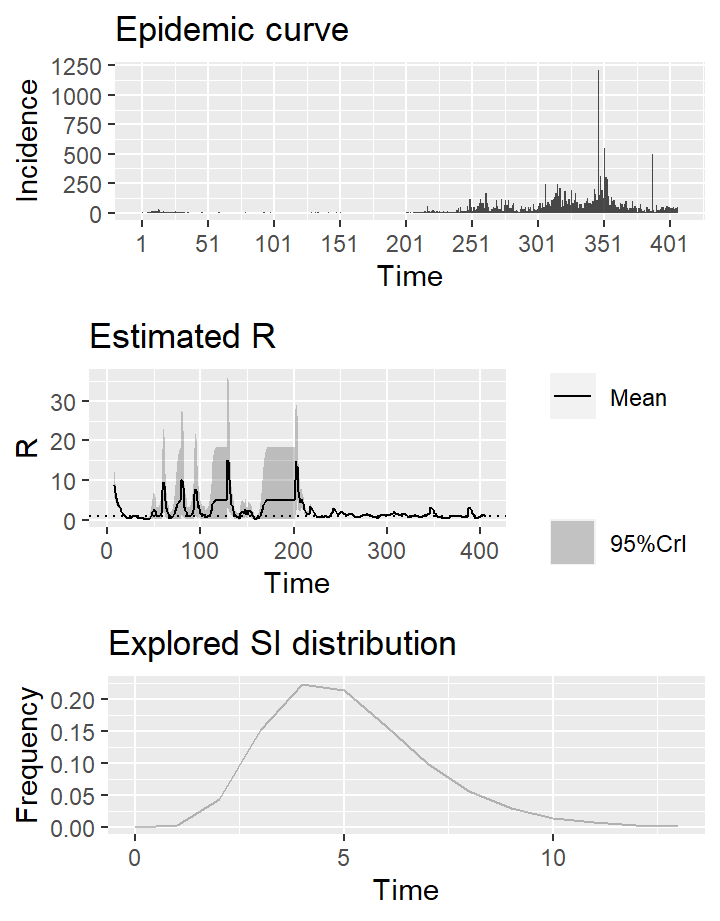 Epidemic curve
Incidence
1250
1000
750
500
250
0
1 51 101 151 201 251 301 351 401
Time
Estimated R
R
30
20
10
0
0 100 200 300 400
Time
Mean
95%CrI
Explored SI distribution
Frequency
0.20
0.15
0.10
0.05
0.00
0 5 10
Time